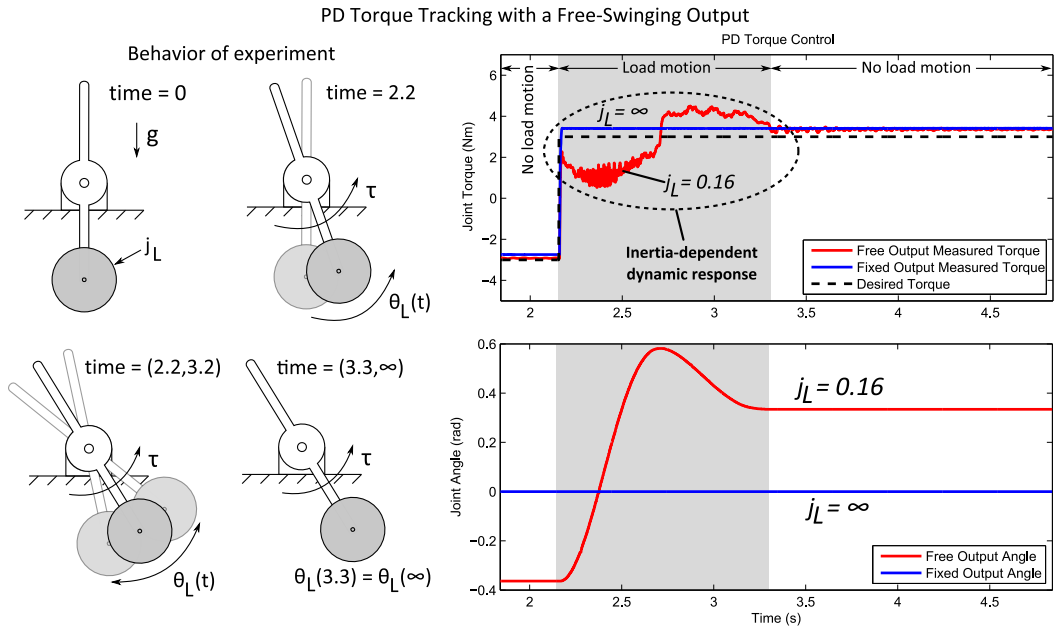 PD Torque Tracking with a Free-Swinging Output
Behavior of experiment
time = 0
g
j_L
time = 2.2
τ
θ_L(t)
time = (2.2,3.2)
τ
θ_L(t)
time = (3.3,∞)
τ
θ_L(3.3) = θ_L(∞)
PD Torque Control
No load motion
Load motion
No load motion
j_L = ∞
j_L = 0.16
Inertia-dependent
dynamic response
Free Output Measured Torque
Fixed Output Measured Torque
Desired Torque
Joint Torque (Nm)
6
4
2
0
−2
−4
2
2.5
3
3.5
4
4.5
j_L = 0.16
j_L = ∞
Free Output Angle
Fixed Output Angle
Joint Angle (rad)
0.6
0.4
0.2
0
−0.2
−0.4
2
2.5
3
3.5
4
4.5
Time (s)